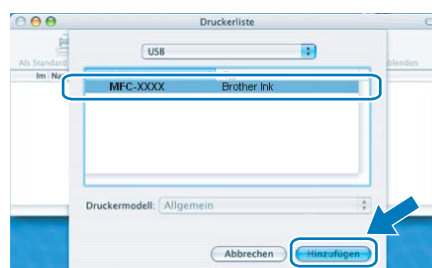 Druckerliste
USB
Als Standard
blenden
Im Na
MFC-XXXX Brother Ink
Druckermodell: Allgemein
Abbrechen Hinzufügen